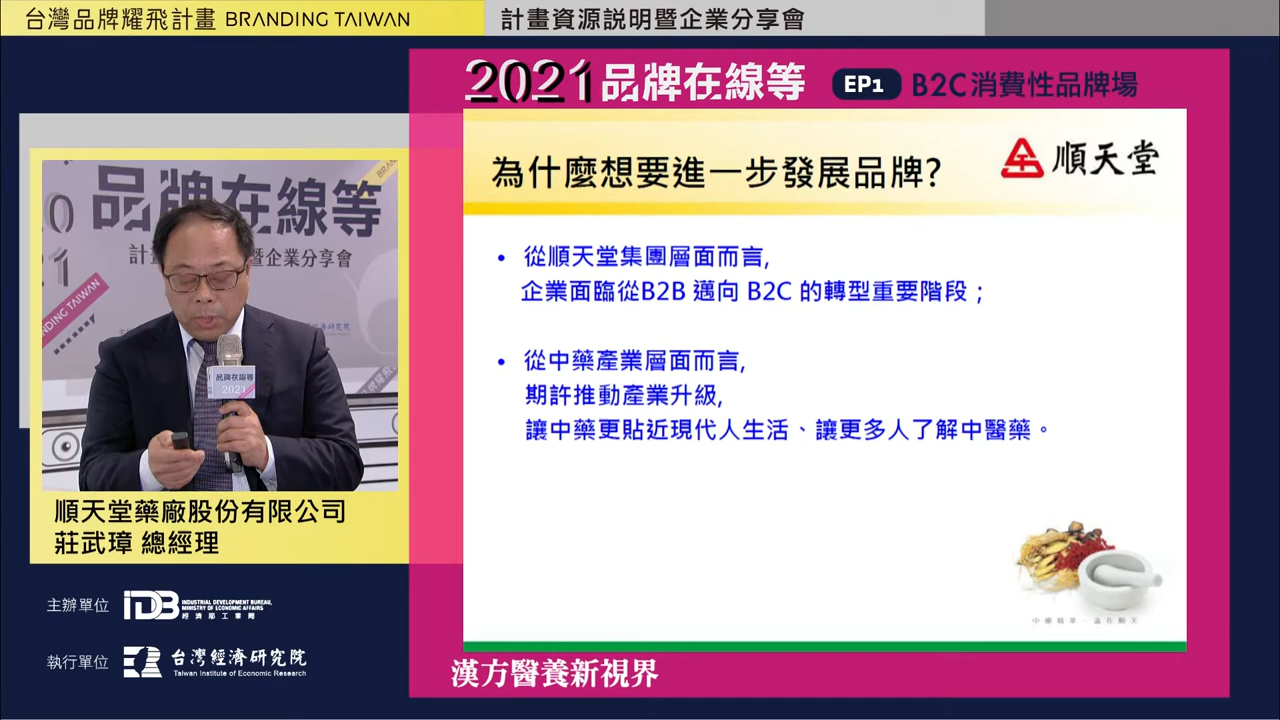 台灣品牌耀飛計畫 BRANDING TAIWAN
計畫資源說明暨企業分享會
2021品牌在線等 EP1 B2C消費性品牌場
為什麼想要進一步發展品牌?
順天堂
• 從順天堂集團層面而言,
企業面臨從B2B 邁向 B2C 的轉型重要階段；
• 從中藥產業層面而言,
期許推動產業升級,
讓中藥更貼近現代人生活、讓更多人了解中醫藥。
品牌在線等
計
暨企業分享會
NDING TAIWAN
品牌在線等
2021
順天堂藥廠股份有限公司
莊武璋 總經理
主辦單位 IDB INDUSTRIAL DEVELOPMENT BUREAU,
MINISTRY OF ECONOMIC AFFAIRS
經濟部工業局
執行單位 台灣經濟研究院
Taiwan Institute of Economic Research
漢方醫養新視界